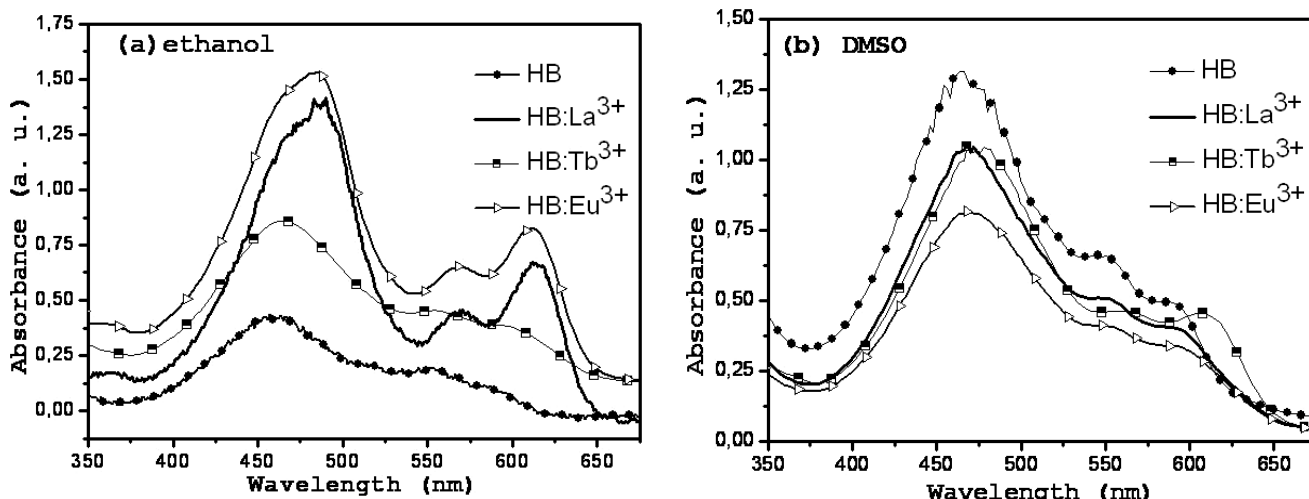 (a) ethanol
HB
HB:La3+
HB:Tb3+
HB:Eu3+
Absorbance (a. u.)
1,75
1,50
1,25
1,00
0,75
0,50
0,25
0,00
350 400 450 500 550 600 650
Wavelength (nm)
(b) DMSO
HB
HB:La3+
HB:Tb3+
HB:Eu3+
Absorbance (a. u.)
1,50
1,25
1,00
0,75
0,50
0,25
0,00
350 400 450 500 550 600 650
Wavelength (nm)